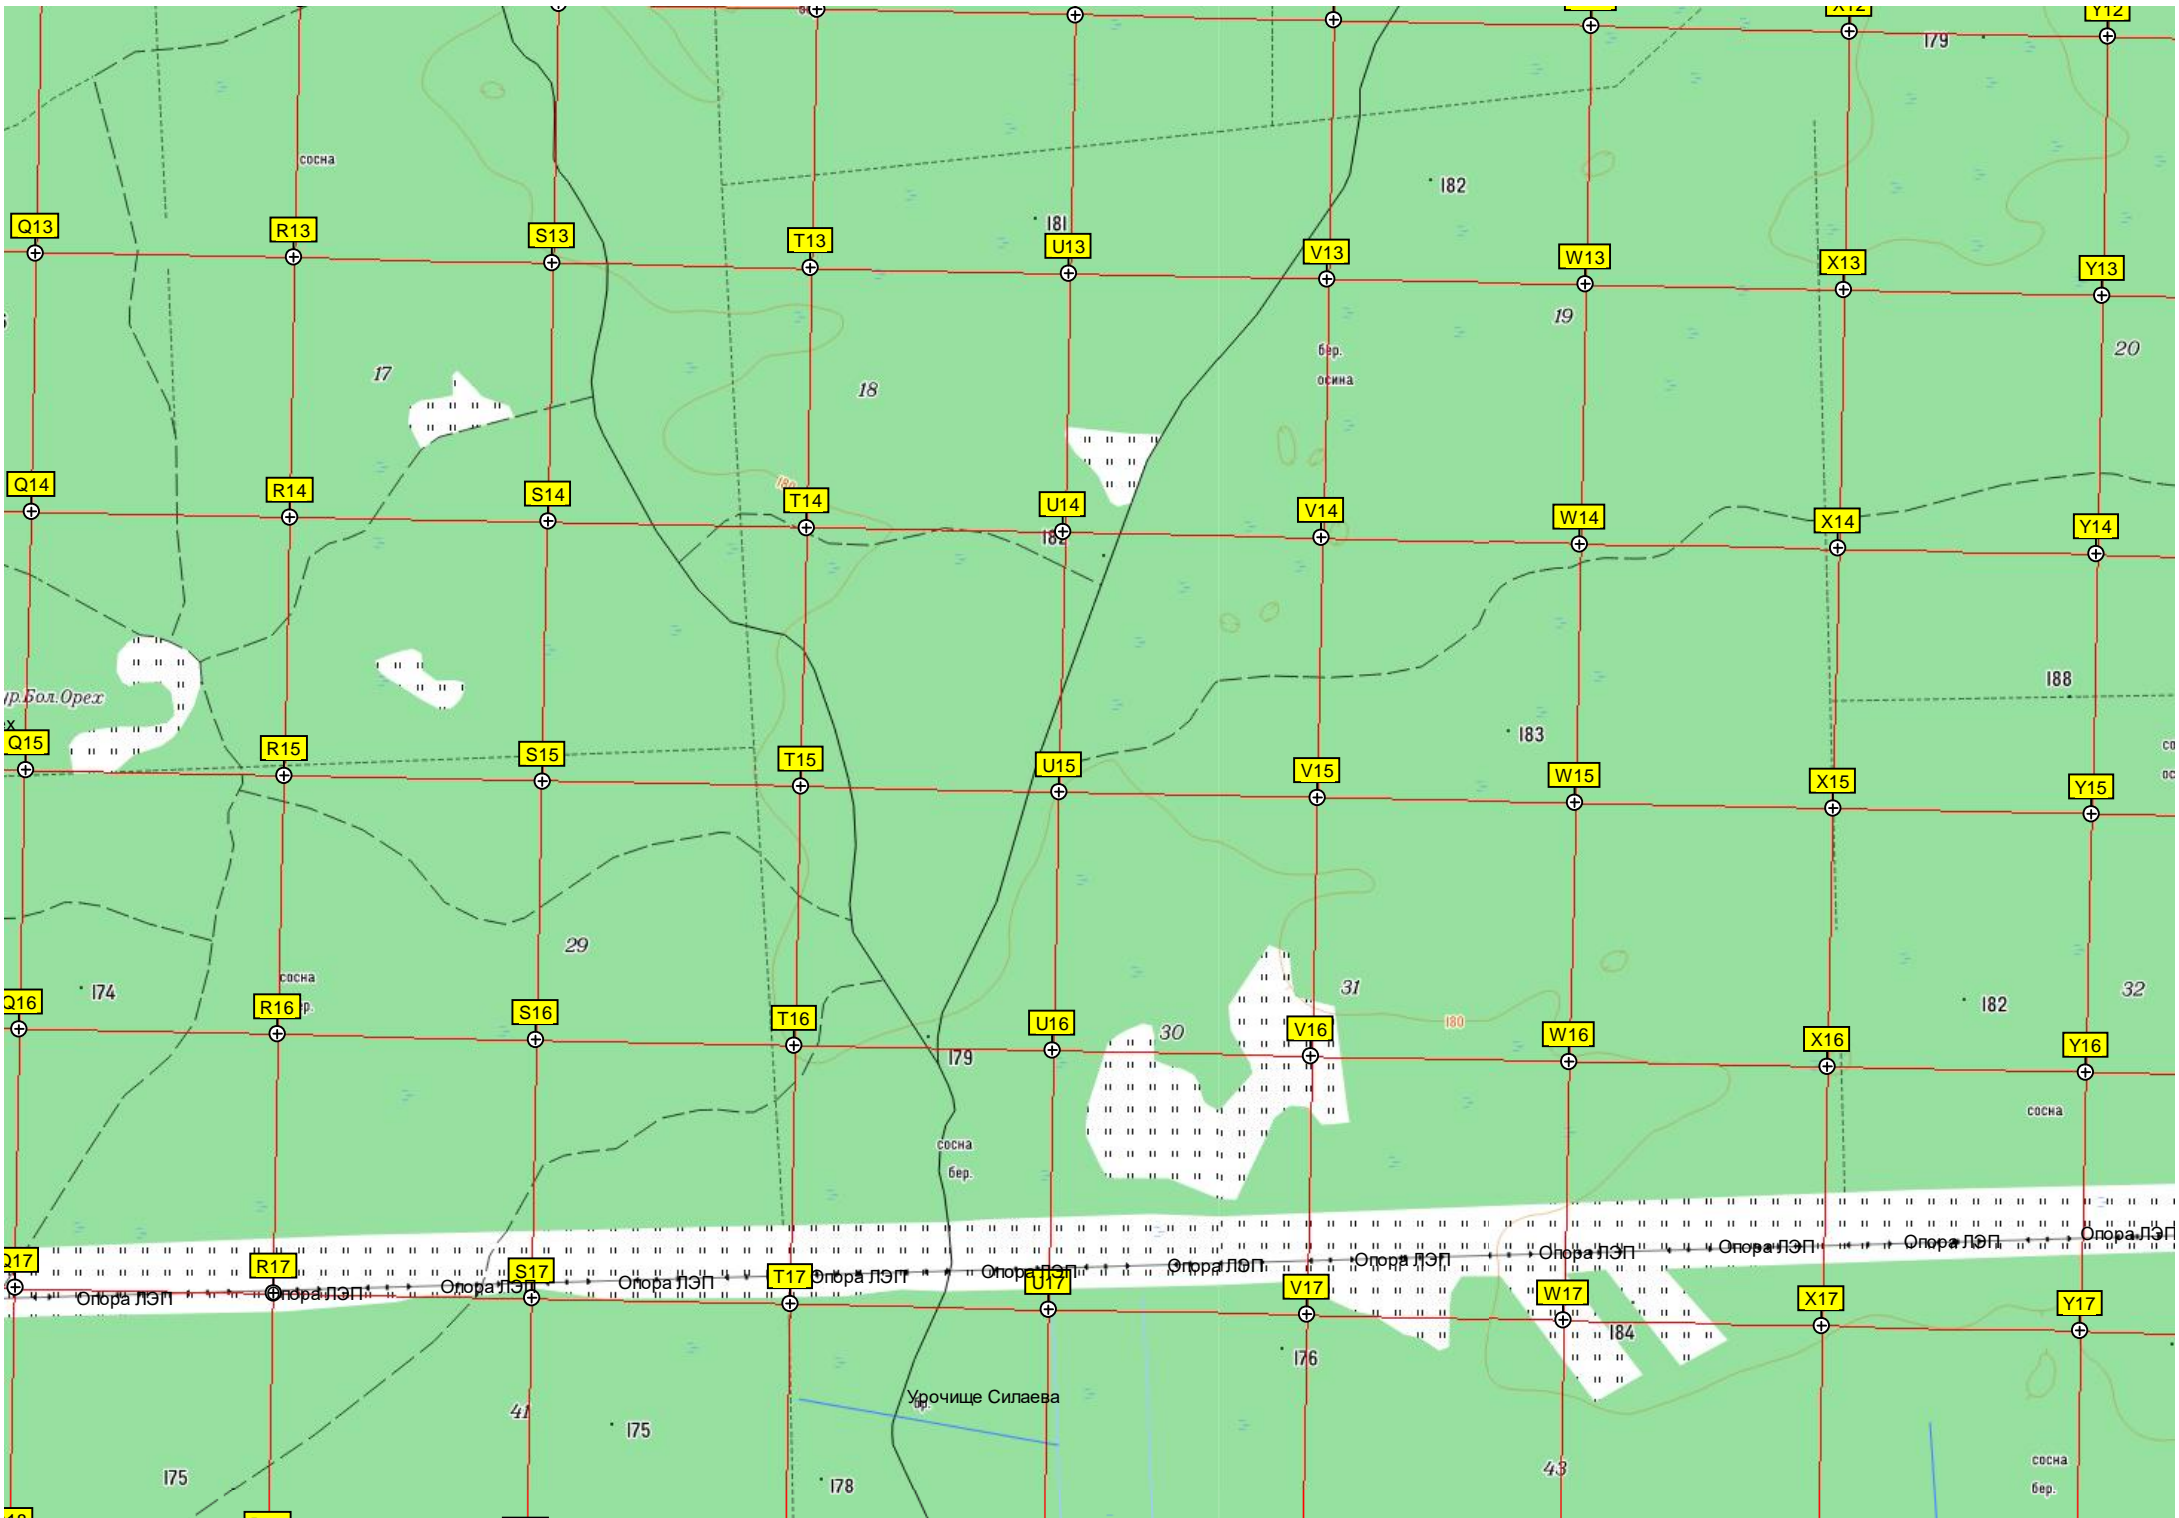 X12
Y12
179
сосна
182
181
Q13
R13
S13
T13
U13
V13
W13
X13
Y13
19
бер.
осина
20
17
18
180
Q14
R14
S14
T14
U14
V14
W14
X14
Y14
182
188
ур.Бол.Орех
183
Q15
R15
S15
T15
U15
V15
W15
X15
Y15
29
сосна
174
31
182
32
Q16
R16
S16
T16
U16
30
V16
180
W16
X16
Y16
179
сосна
сосна
бер.
Опора ЛЭП
Опора ЛЭП
Опора ЛЭП
Опора ЛЭП
Опора ЛЭП
Опора ЛЭП
Опора ЛЭП
Опора ЛЭП
Опора ЛЭП
Опора ЛЭП
Опора ЛЭП
Опора ЛЭП
Q17
R17
S17
T17
U17
V17
W17
X17
Y17
184
176
Урочище Силаева
41
175
43
сосна
бер.
175
178